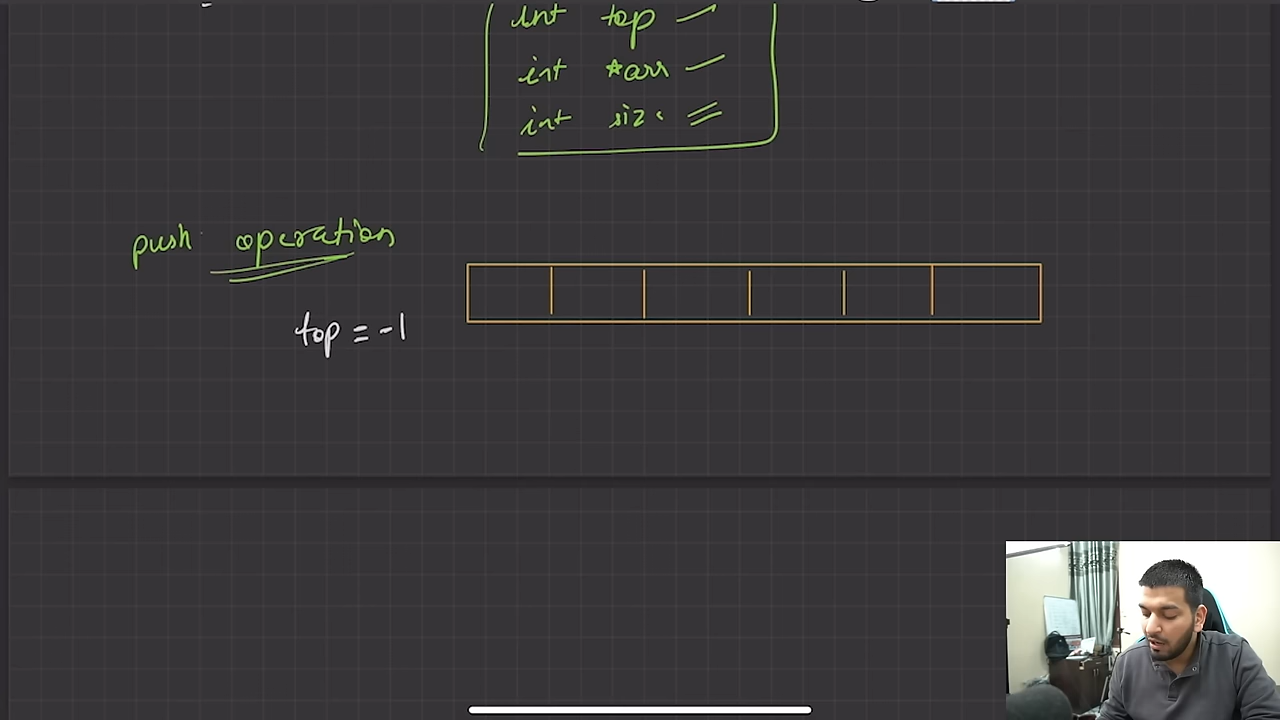 int top
int *arr
int size
push operation
top = -1